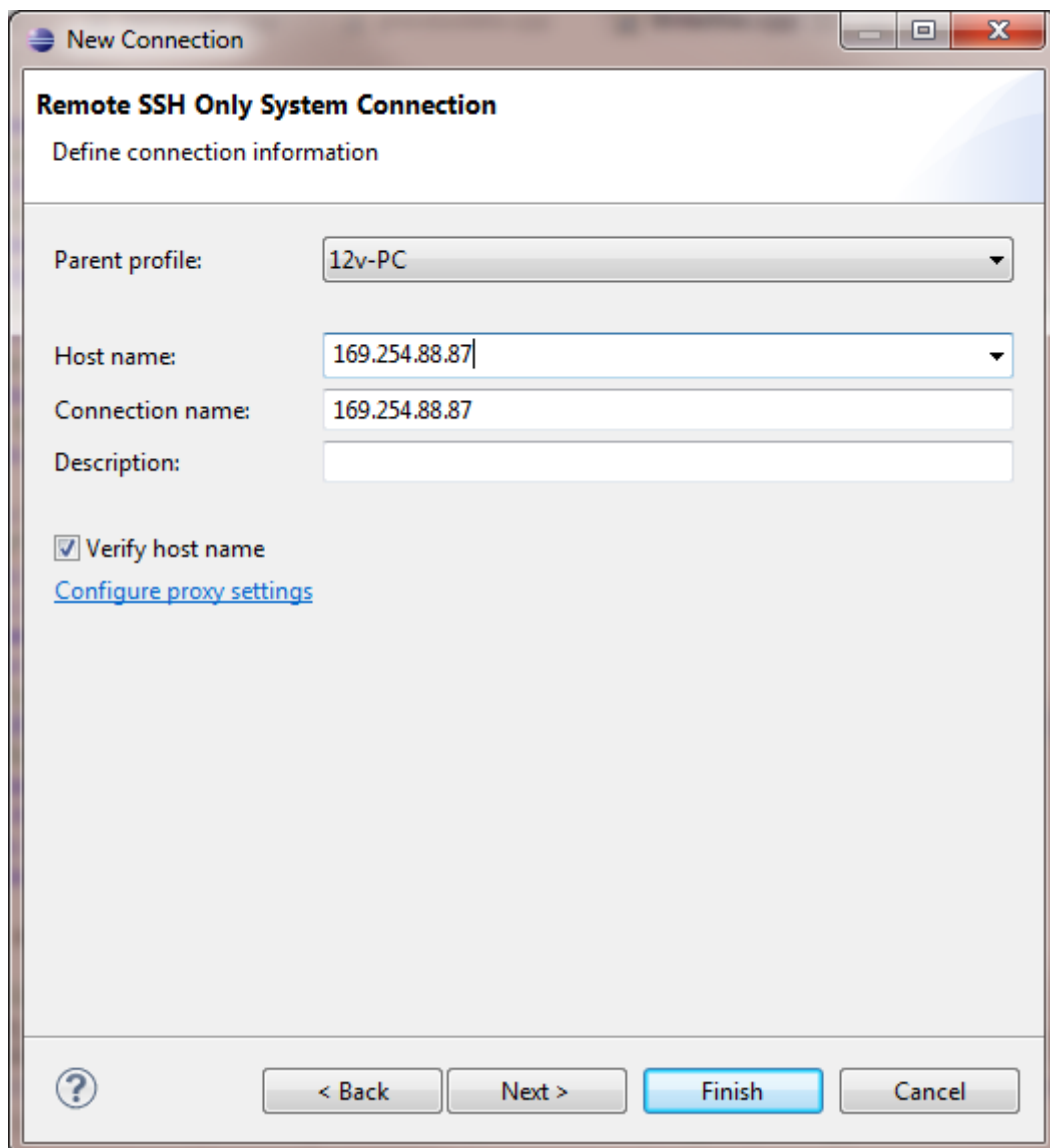 New Connection
Remote SSH Only System Connection
Define connection information
Parent profile: 12v-PC
Host name: 169.254.88.87
Connection name: 169.254.88.87
Description:
Verify host name
Configure proxy settings
? < Back Next > Finish Cancel